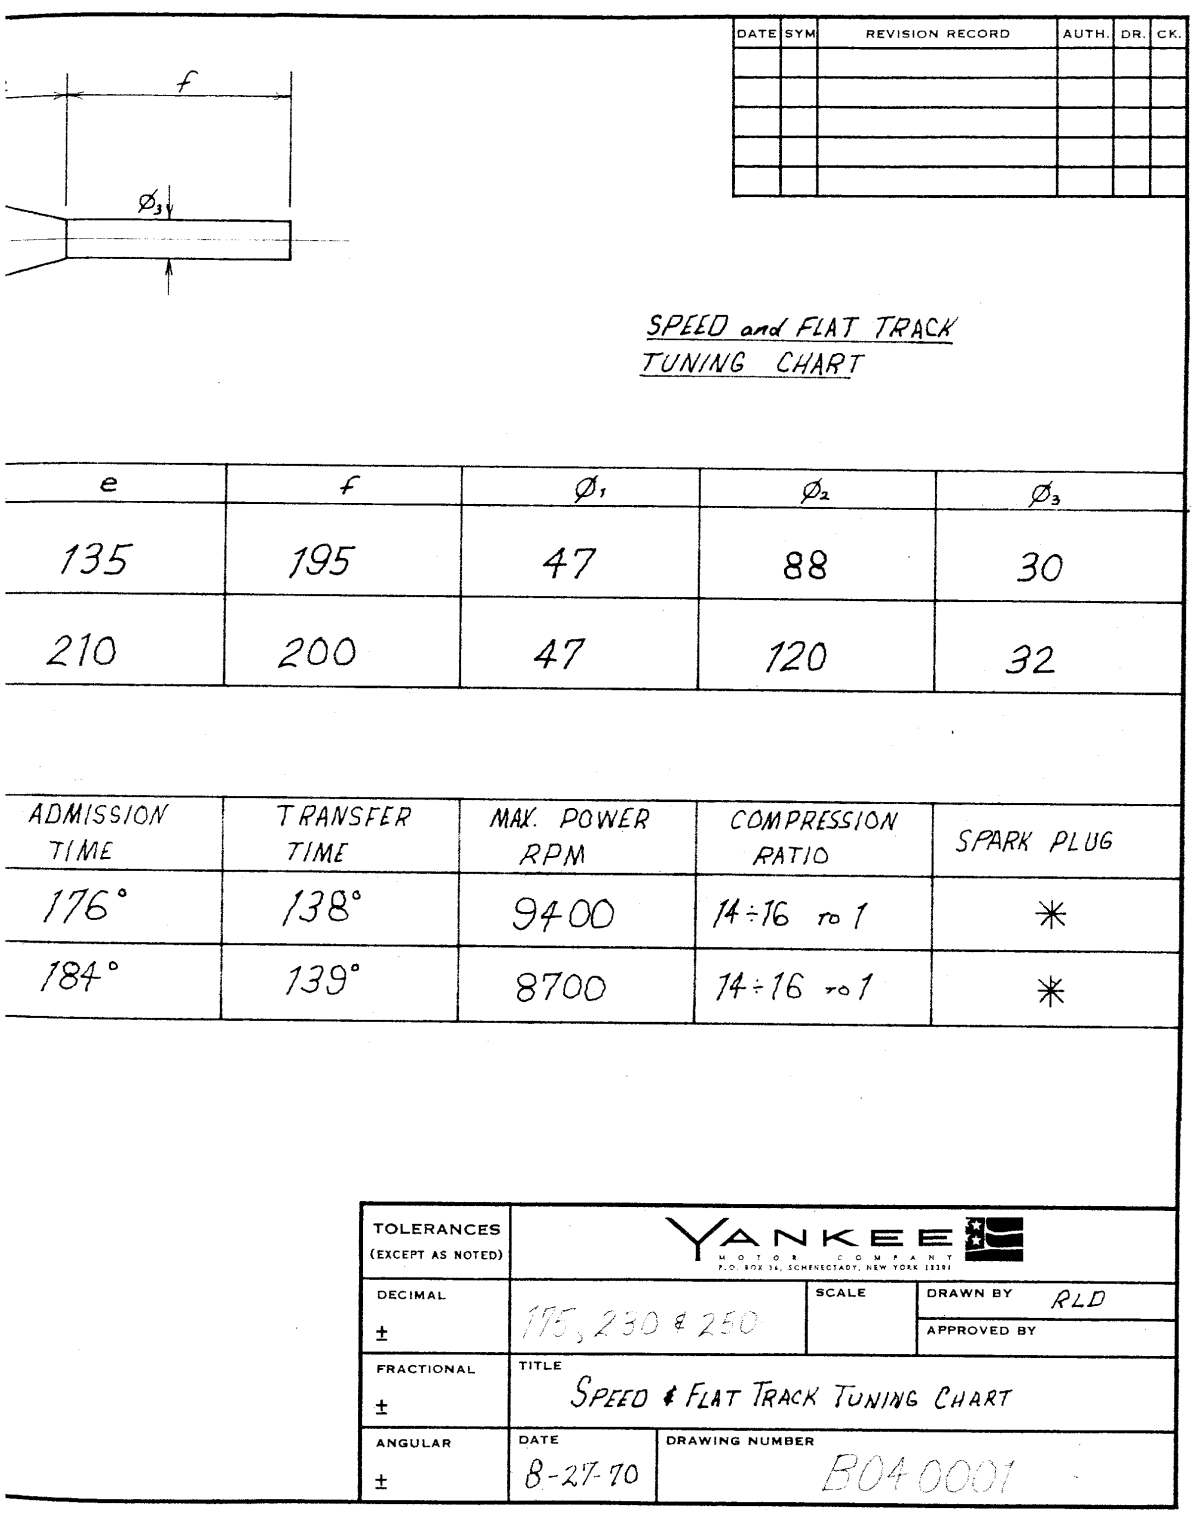 DATE SYM REVISION RECORD AUTH. DR. CK.
f
Ø3
SPEED and FLAT TRACK
TUNING CHART
e f Ø1 Ø2 Ø3
135 195 47 88 30
210 200 47 120 32
ADMISSION TIME TRANSFER TIME MAX. POWER RPM COMPRESSION RATIO SPARK PLUG
176° 138° 9400 14÷16 TO 1 *
184° 139° 8700 14÷16 TO 1 *
TOLERANCES
(EXCEPT AS NOTED)
YANKEE
MOTOR COMPANY
P.O. BOX 36, SCHENECTADY, NEW YORK 12301
DECIMAL
±
175, 230 & 250
SCALE
DRAWN BY RLD
APPROVED BY
FRACTIONAL
±
TITLE
SPEED & FLAT TRACK TUNING CHART
ANGULAR
±
DATE
8-27-70
DRAWING NUMBER
B04 0001